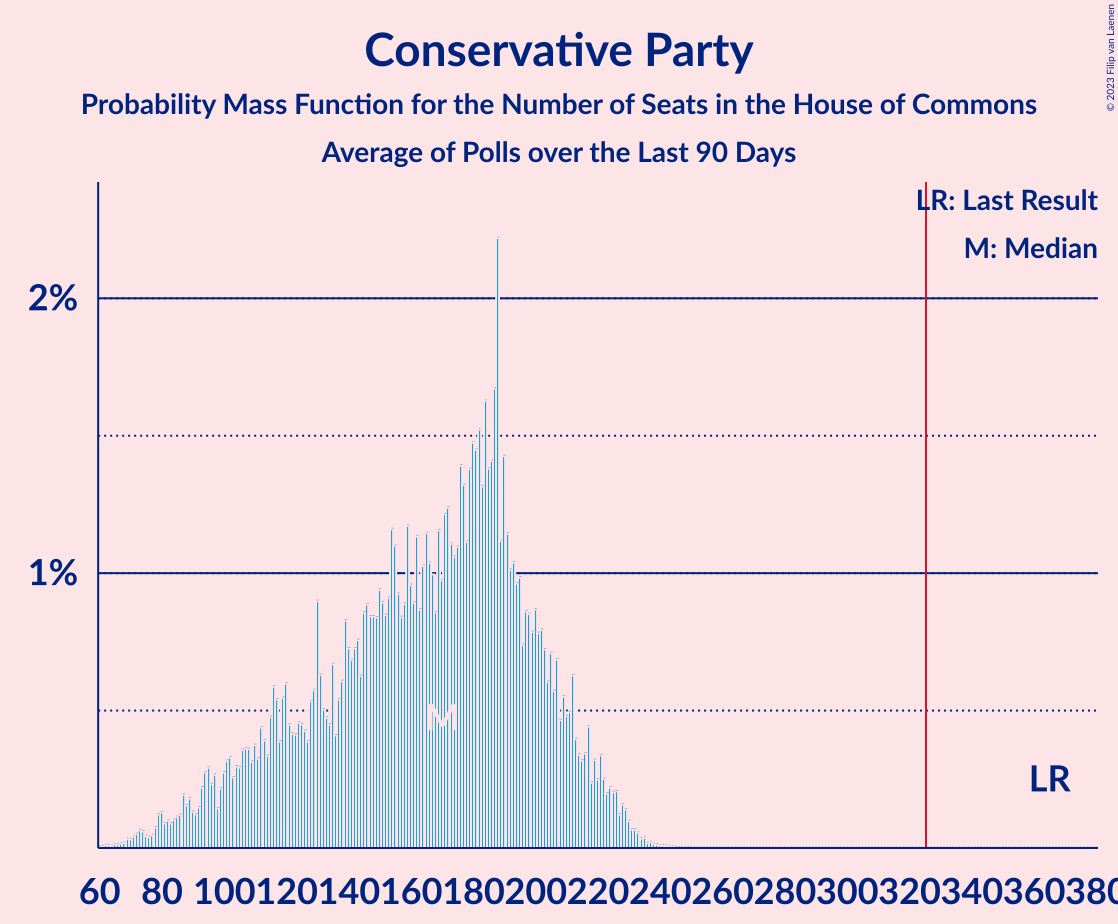 Conservative Party
Probability Mass Function for the Number of Seats in the House of Commons
Average of Polls over the Last 90 Days
© 2023 Filip van Laenen
LR: Last Result
M: Median
2%
1%
M
LR
60 80 100 120 140 160 180 200 220 240 260 280 300 320 340 360 380